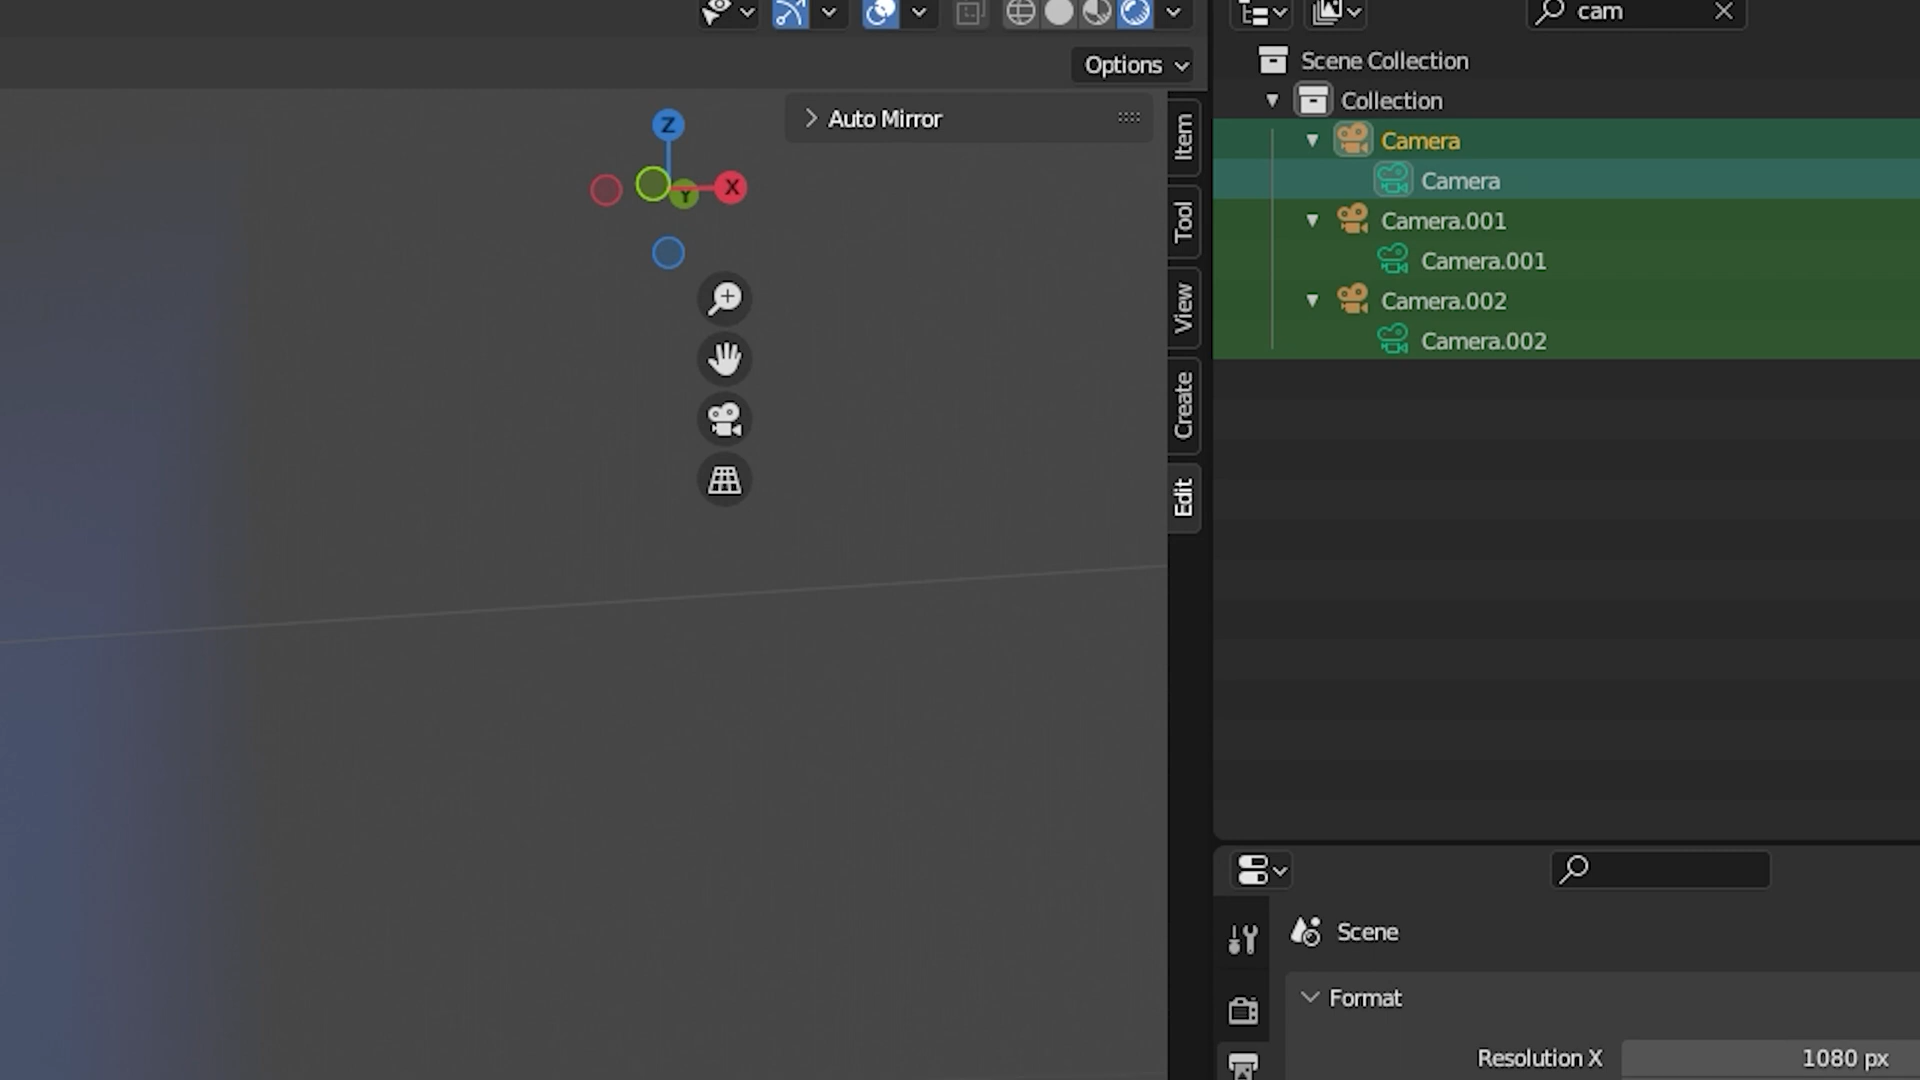 cam
Options
Scene Collection
Collection
Auto Mirror
Z
X
Y
Item
Tool
View
Create
Edit
Camera
Camera
Camera.001
Camera.001
Camera.002
Camera.002
Scene
Format
Resolution X
1080 px